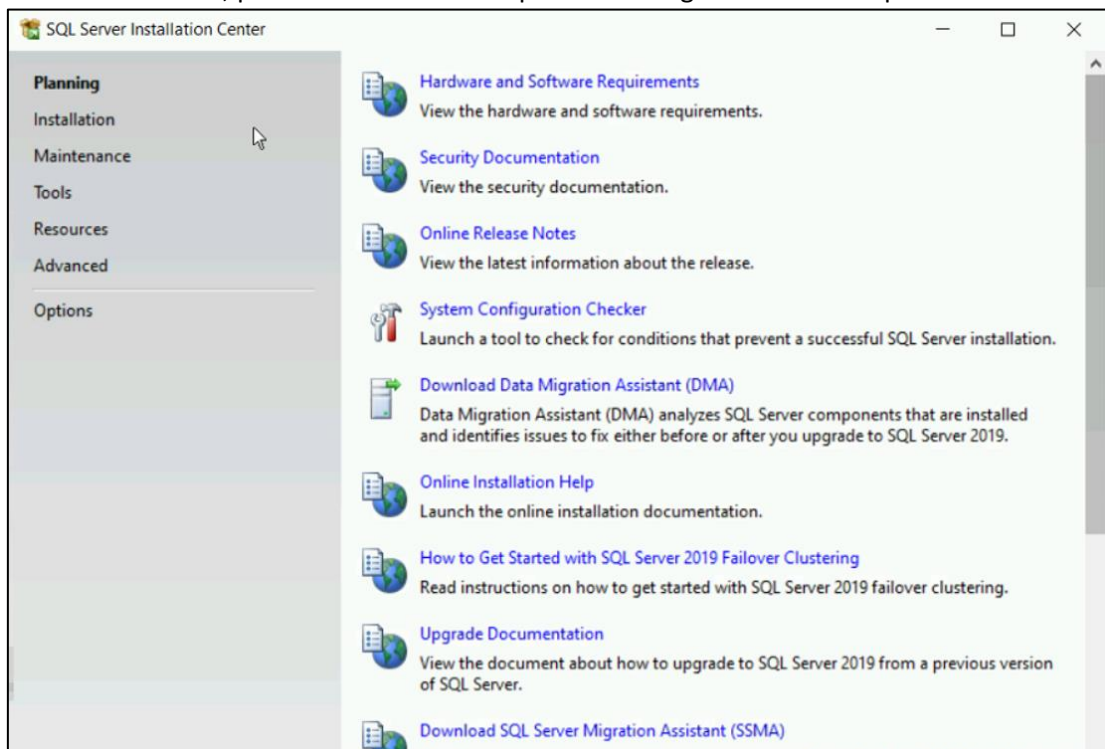 SQL Server Installation Center
Planning
Installation
Maintenance
Tools
Resources
Advanced
Options
Hardware and Software Requirements
View the hardware and software requirements.
Security Documentation
View the security documentation.
Online Release Notes
View the latest information about the release.
System Configuration Checker
Launch a tool to check for conditions that prevent a successful SQL Server installation.
Download Data Migration Assistant (DMA)
Data Migration Assistant (DMA) analyzes SQL Server components that are installed
and identifies issues to fix either before or after you upgrade to SQL Server 2019.
Online Installation Help
Launch the online installation documentation.
How to Get Started with SQL Server 2019 Failover Clustering
Read instructions on how to get started with SQL Server 2019 failover clustering.
Upgrade Documentation
View the document about how to upgrade to SQL Server 2019 from a previous version
of SQL Server.
Download SQL Server Migration Assistant (SSMA)